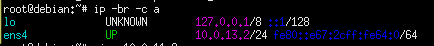 root@debian:~# ip -br -c a
lo UNKNOWN 127.0.0.1/8 ::1/128
ens4 UP 10.0.13.2/24 fe80::e67:2cff:fe64:0/64